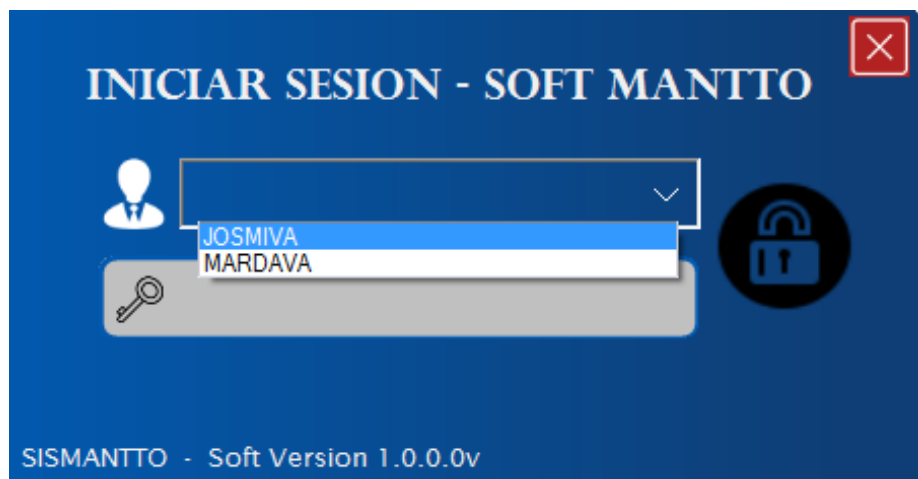 INICIAR SESION - SOFT MANTTO
JOSMIVA
MARDAVA
SISMANTTO - Soft Version 1.0.0.0v